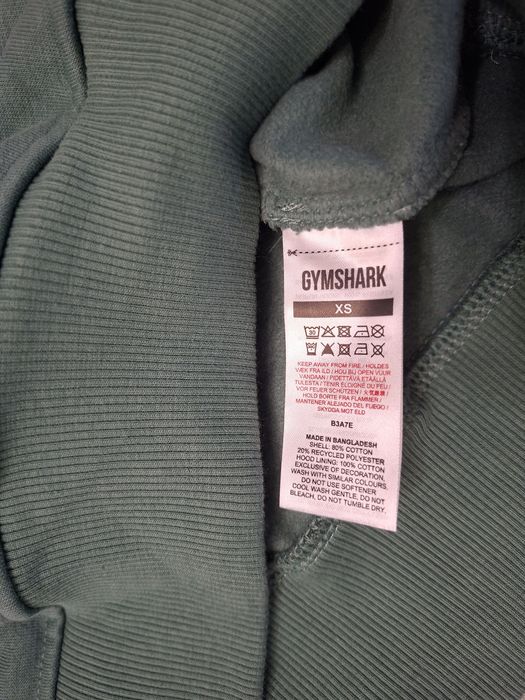 GYMSHARK
XS
30
KEEP AWAY FROM FIRE / HOLDES
VÆK FRA ILD / HOU BIJ OPEN VUUR
VANDAAN / PIDETTÄVÄ ETÄÄLLÄ
TULESTA / TENIR ÉLOIGNÉ DU FEU /
VOR FEUER SCHÜTZEN /
HOLD BORTE FRA FLAMMER /
MANTENER ALEJADO DEL FUEGO /
SKYDDA MOT ELD
B3A7E
MADE IN BANGLADESH
SHELL: 80% COTTON
20% RECYCLED POLYESTER
HOOD LINING: 100% COTTON
EXCLUSIVE OF DECORATION.
WASH WITH SIMILAR COLOURS.
DO NOT USE SOFTENER
COOL WASH GENTLE, DO NOT
BLEACH, DO NOT TUMBLE DRY.